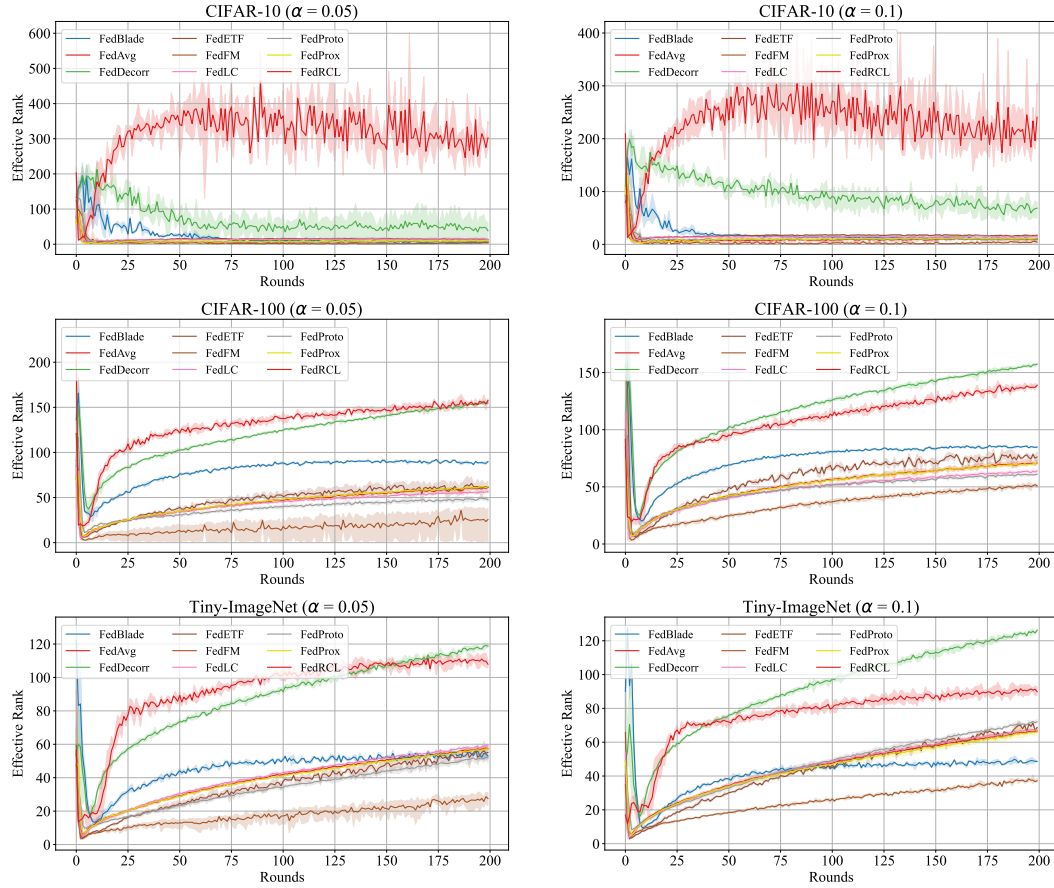 CIFAR-10 (α = 0.05)
Effective Rank
600
500
400
300
200
100
0
FedBlade
FedAvg
FedDecorr
FedETF
FedFM
FedLC
FedProto
FedProx
FedRCL
0 25 50 75 100 125 150 175 200
Rounds
CIFAR-10 (α = 0.1)
Effective Rank
400
300
200
100
0
FedBlade
FedAvg
FedDecorr
FedETF
FedFM
FedLC
FedProto
FedProx
FedRCL
0 25 50 75 100 125 150 175 200
Rounds
CIFAR-100 (α = 0.05)
Effective Rank
200
150
100
50
0
FedBlade
FedAvg
FedDecorr
FedETF
FedFM
FedLC
FedProto
FedProx
FedRCL
0 25 50 75 100 125 150 175 200
Rounds
CIFAR-100 (α = 0.1)
Effective Rank
150
100
50
0
FedBlade
FedAvg
FedDecorr
FedETF
FedFM
FedLC
FedProto
FedProx
FedRCL
0 25 50 75 100 125 150 175 200
Rounds
Tiny-ImageNet (α = 0.05)
Effective Rank
120
100
80
60
40
20
0
FedBlade
FedAvg
FedDecorr
FedETF
FedFM
FedLC
FedProto
FedProx
FedRCL
0 25 50 75 100 125 150 175 200
Rounds
Tiny-ImageNet (α = 0.1)
Effective Rank
120
100
80
60
40
20
0
FedBlade
FedAvg
FedDecorr
FedETF
FedFM
FedLC
FedProto
FedProx
FedRCL
0 25 50 75 100 125 150 175 200
Rounds